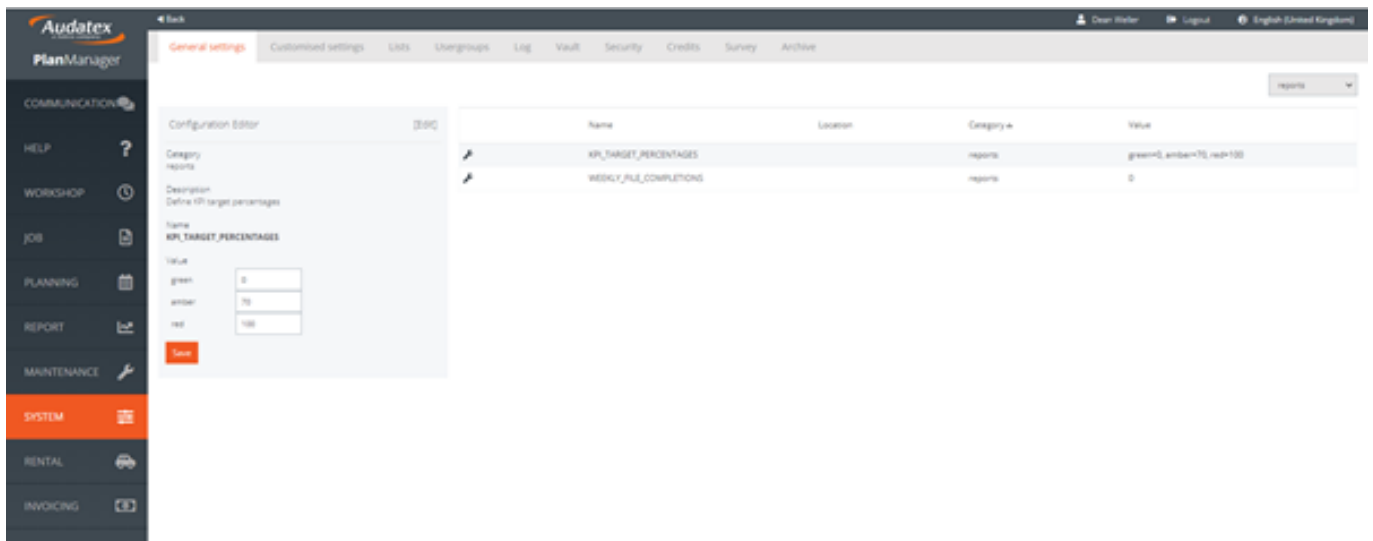 Audatex
PlanManager
Back
Dean Weller
Logout
English (United Kingdom)
General settings
Customised settings
Lists
Usergroups
Log
Vault
Security
Credits
Survey
Archive
reports
COMMUNICATION
HELP
WORKSHOP
JOB
PLANNING
REPORT
MAINTENANCE
SYSTEM
RENTAL
INVOICING
Configuration Editor [Edit]
Category
reports
Description
Define KPI target percentages
Name
KPI_TARGET_PERCENTAGES
Value
green 0
amber 70
red 100
Save
Name Location Category Value
KPI_TARGET_PERCENTAGES reports green=0, amber=70, red=100
WEEKLY_FILE_COMPLETIONS reports 0